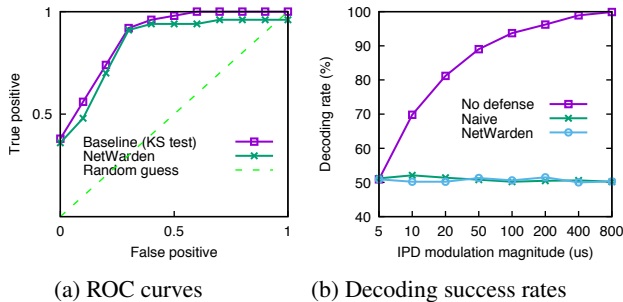 1
0.5
True positive
Baseline (KS test)
NetWarden
Random guess
0 0.5 1
False positive
(a) ROC curves
100
90
80
70
60
50
40
Decoding rate (%)
No defense
Naive
NetWarden
5 10 20 50 100 200 400 800
IPD modulation magnitude (us)
(b) Decoding success rates